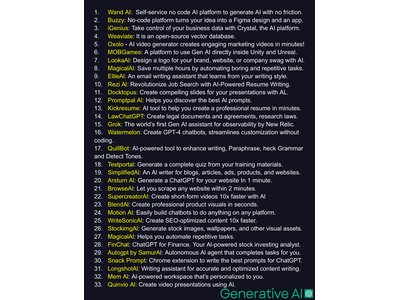 1. Wand AI: Self-service no code AI platform to generate AI with no friction.
2. Buzzy: No-code platform turns your idea into a Figma design and an app.
3. iGenius: Take control of your business data with Crystal, the AI platform.
4. Weaviate: It is an open-source vector database.
5. Oxolo - AI video generator creates engaging marketing videos in minutes!
6. MOBGames: A platform to use Gen AI directly inside Unity and Unreal.
7. LookaAI: Design a logo for your brand, website, or company swag with AI.
8. MagicalAI: Save multiple hours by automating boring and repetitive tasks.
9. EllieAI: An email writing assistant that learns from your writing style.
10. Rezi AI: Revolutionize Job Search with AI-Powered Resume Writing.
11. Docktopus: Create compelling slides for your presentations with AL.
12. Promptpal AI: Helps you discover the best AI prompts.
13. Kickresume: AI tool to help you create a professional resume in minutes.
14. LawChatGPT: Create legal documents and agreements, research laws.
15. Grok: The world's first Gen AI assistant for observability by New Relic.
16. Watermelon: Create GPT-4 chatbots, streamlines customization without
coding.
17. QuillBot: AI-powered tool to enhance writing, Paraphrase, heck Grammar
and Detect Tones.
18. Testportal: Generate a complete quiz from your training materials.
19. SimplifiedAI: An AI writer for blogs, articles, ads, products, and websites.
20. Arstum AI: Generate a ChatGPT for your website In 1 minute.
21. BrowseAI: Let you scrape any website within 2 minutes.
22. SupercreatorAI: Create short-form videos 10x faster with AI
23. BlendAI: Create professional product visuals in seconds.
24. Motion AI: Easily build chatbots to do anything on any platform.
25. WriteSonicAI: Create SEO-optimized content 10x faster.
26. StockimgAI: Generate stock images, wallpapers, and other visual assets.
27. MagicalAI: Helps you automate repetitive tasks.
28. FinChat: ChatGPT for Finance. Your AI-powered stock investing analyst.
29. Autogpt by SamurAI: Autonomous AI agent that completes tasks for you.
30. Snack Prompt: Chrome extension to write the best prompts for ChatGPT.
31. LongshotAI: Writing assistant for accurate and optimized content writing.
32. Mem AI: AI-powered workspace that's personalized to you.
33. Quinvio AI: Create video presentations using AI.
Generative AI